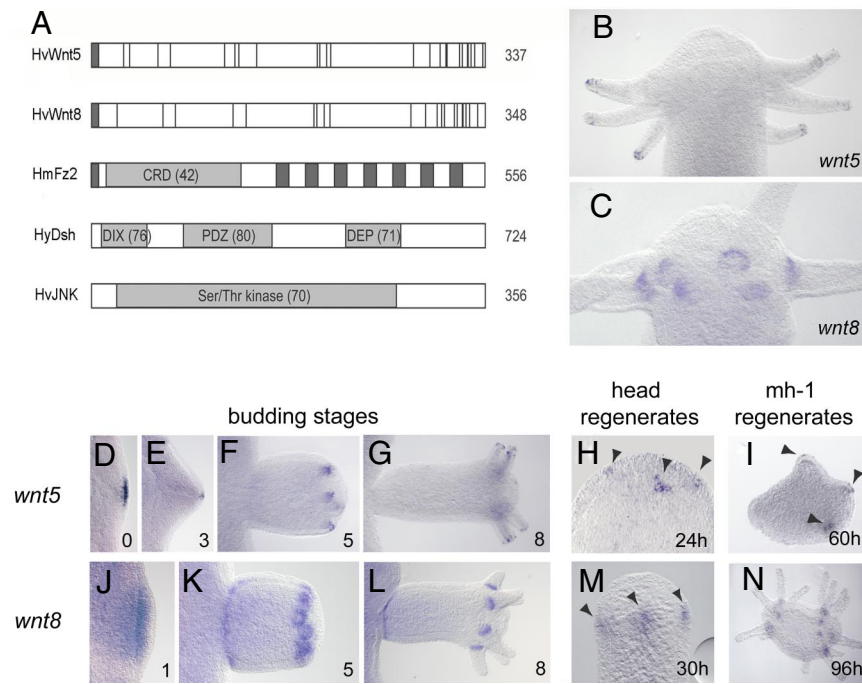 A
HvWnt5
337
HvWnt8
348
HmFz2
CRD (42)
556
HyDsh
DIX (76)
PDZ (80)
DEP (71)
724
HvJNK
Ser/Thr kinase (70)
356
B
wnt5
C
wnt8
budding stages
head
regenerates
mh-1
regenerates
wnt5
D
0
E
3
F
5
G
8
H
24h
I
60h
wnt8
J
1
K
5
L
8
M
30h
N
96h